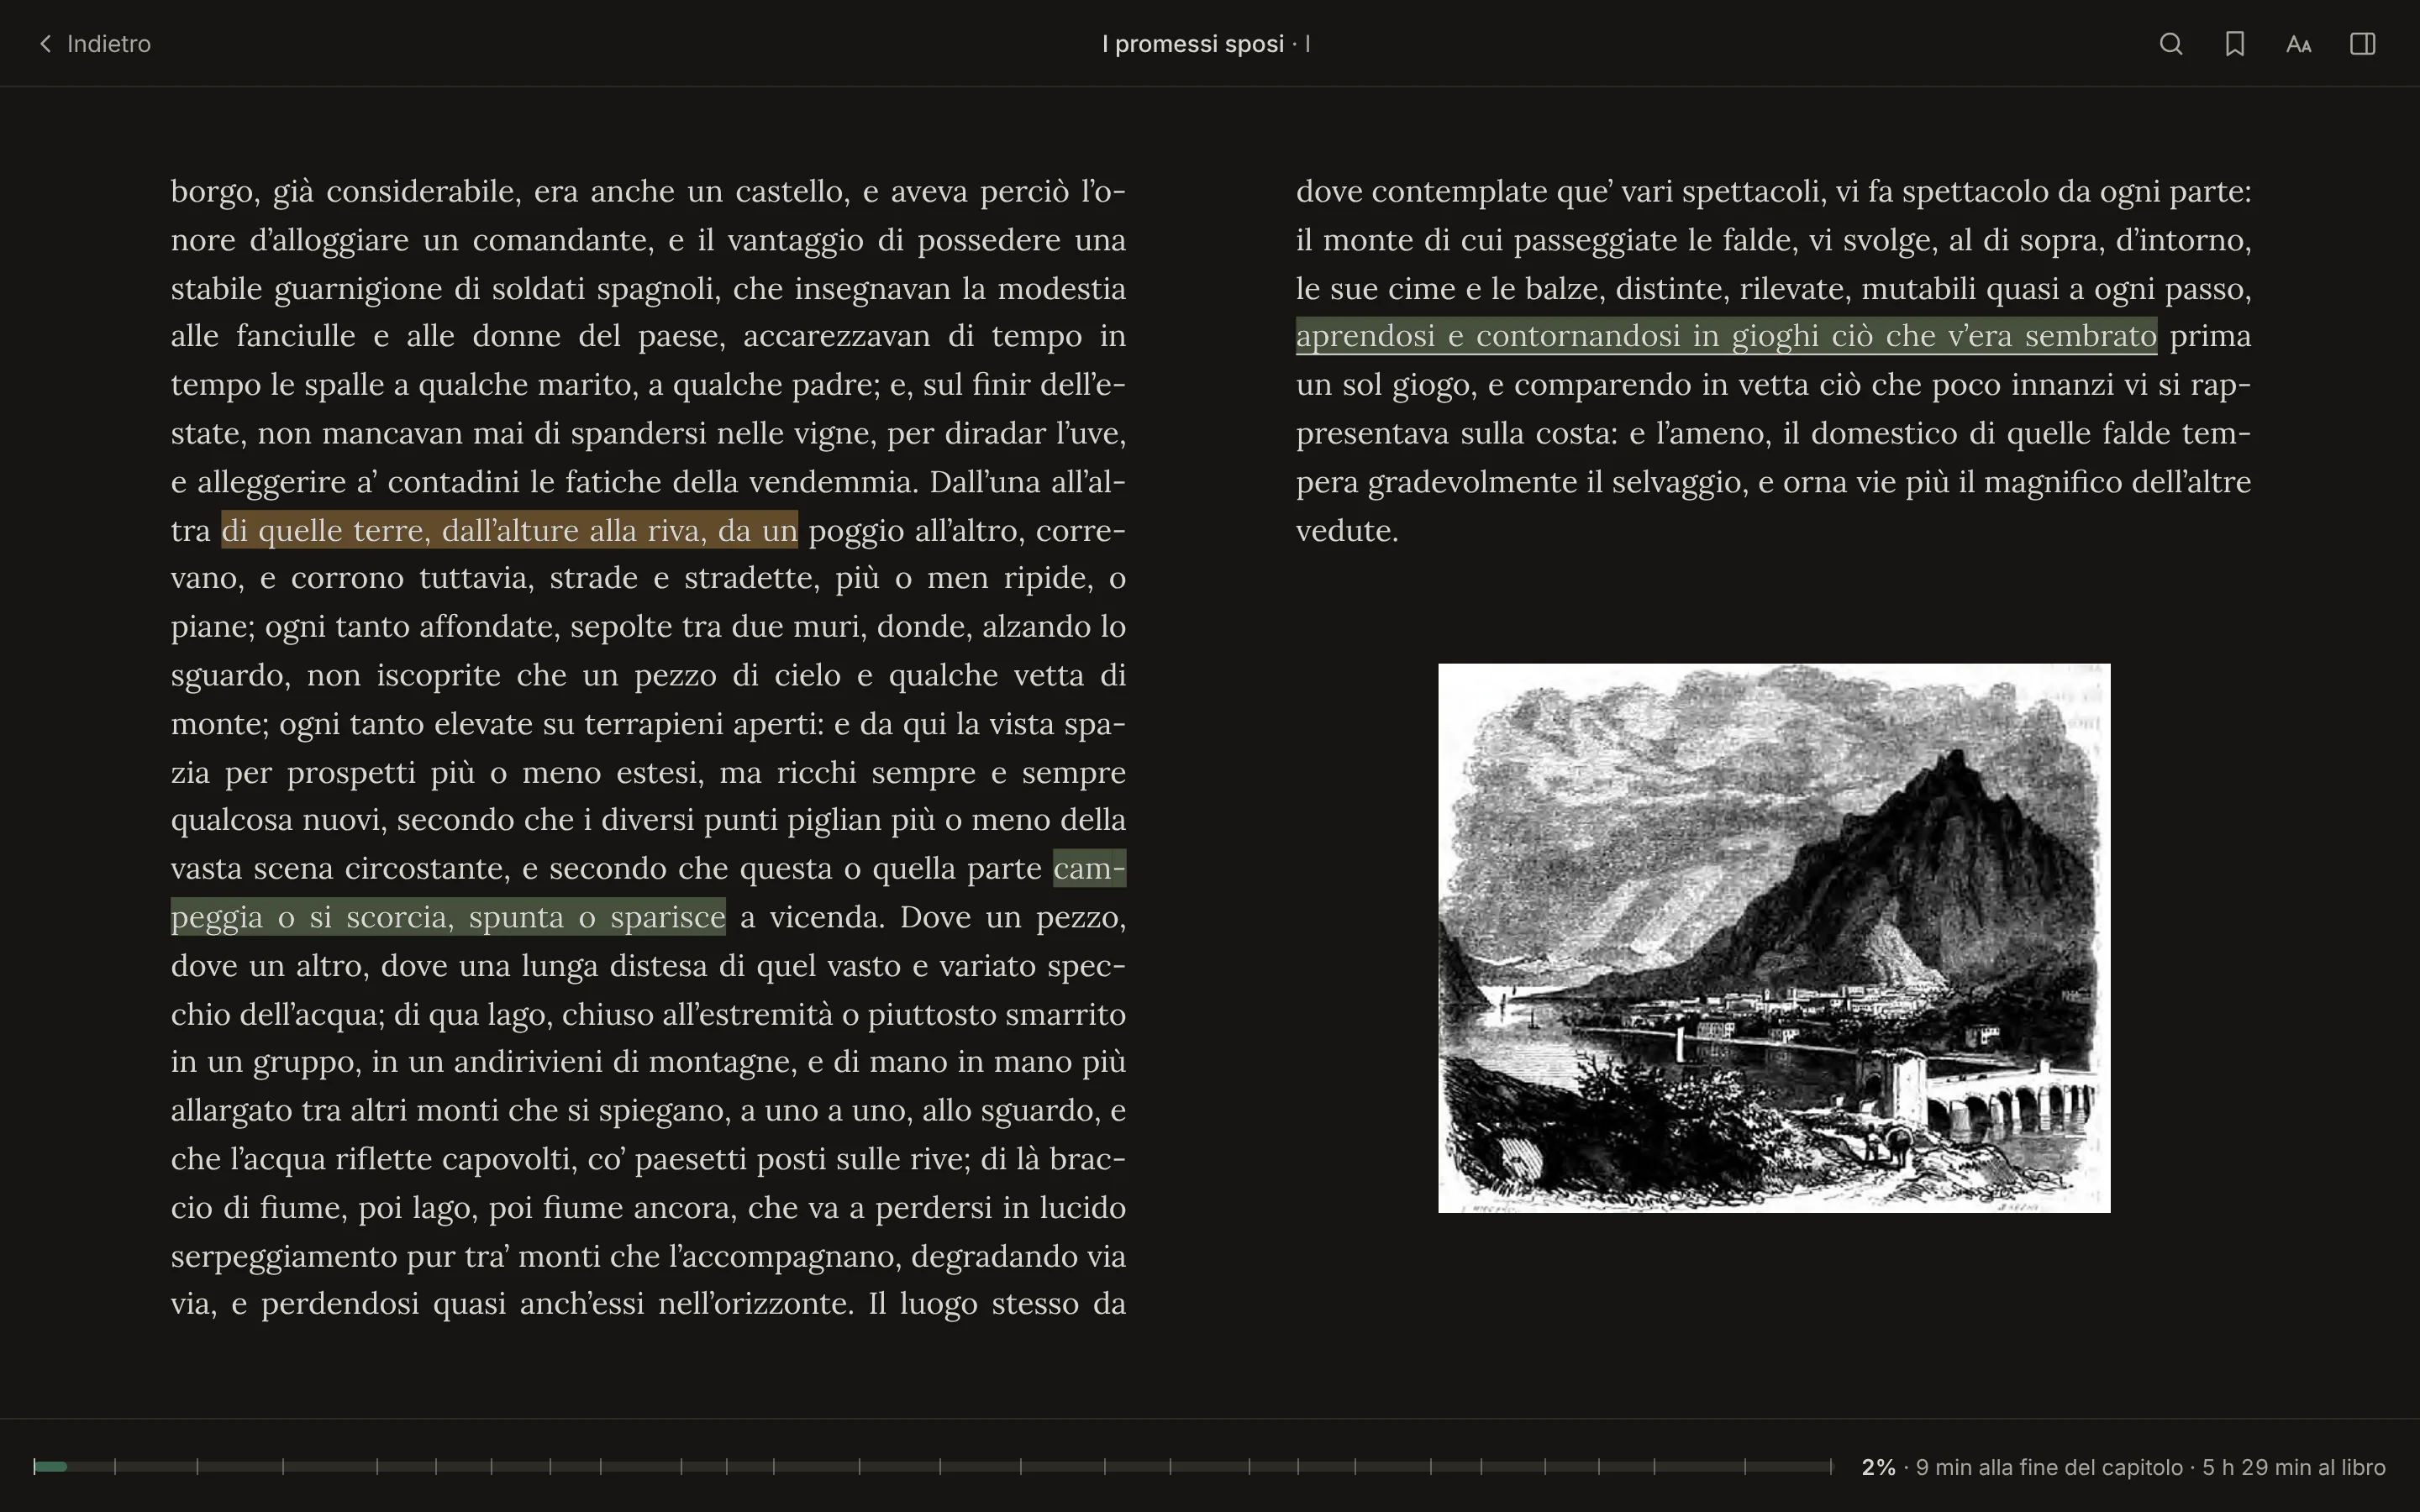 Indietro
I promessi sposi · I
borgo, già considerabile, era anche un castello, e aveva perciò l’o-
nore d’alloggiare un comandante, e il vantaggio di possedere una
stabile guarnigione di soldati spagnoli, che insegnavan la modestia
alle fanciulle e alle donne del paese, accarezzavan di tempo in
tempo le spalle a qualche marito, a qualche padre; e, sul finir dell’e-
state, non mancavan mai di spandersi nelle vigne, per diradar l’uve,
e alleggerire a’ contadini le fatiche della vendemmia. Dall’una all’al-
tra di quelle terre, dall’alture alla riva, da un poggio all’altro, corre-
vano, e corrono tuttavia, strade e stradette, più o men ripide, o
piane; ogni tanto affondate, sepolte tra due muri, donde, alzando lo
sguardo, non iscoprite che un pezzo di cielo e qualche vetta di
monte; ogni tanto elevate su terrapieni aperti: e da qui la vista spa-
zia per prospetti più o meno estesi, ma ricchi sempre e sempre
qualcosa nuovi, secondo che i diversi punti piglian più o meno della
vasta scena circostante, e secondo che questa o quella parte cam-
peggia o si scorcia, spunta o sparisce a vicenda. Dove un pezzo,
dove un altro, dove una lunga distesa di quel vasto e variato spec-
chio dell’acqua; di qua lago, chiuso all’estremità o piuttosto smarrito
in un gruppo, in un andirivieni di montagne, e di mano in mano più
allargato tra altri monti che si spiegano, a uno a uno, allo sguardo, e
che l’acqua riflette capovolti, co’ paesetti posti sulle rive; di là brac-
cio di fiume, poi lago, poi fiume ancora, che va a perdersi in lucido
serpeggiamento pur tra’ monti che l’accompagnano, degradando via
via, e perdendosi quasi anch’essi nell’orizzonte. Il luogo stesso da
dove contemplate que’ vari spettacoli, vi fa spettacolo da ogni parte:
il monte di cui passeggiate le falde, vi svolge, al di sopra, d’intorno,
le sue cime e le balze, distinte, rilevate, mutabili quasi a ogni passo,
aprendosi e contornandosi in gioghi ciò che v’era sembrato prima
un sol giogo, e comparendo in vetta ciò che poco innanzi vi si rap-
presentava sulla costa: e l’ameno, il domestico di quelle falde tem-
pera gradevolmente il selvaggio, e orna vie più il magnifico dell’altre
vedute.
2% · 9 min alla fine del capitolo · 5 h 29 min al libro